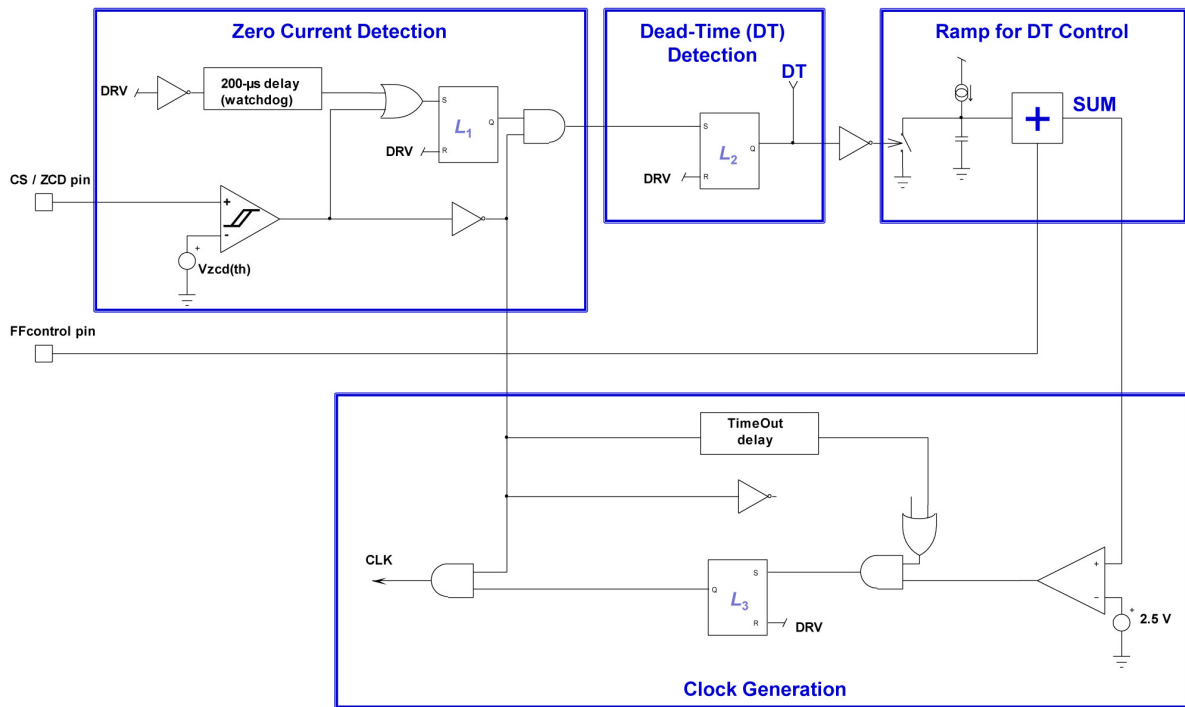 Zero Current Detection
DRV
200-µs delay
(watchdog)
S
Q
L1
R
DRV
CS / ZCD pin
+
-
+
Vzcd(th)
Dead-Time (DT)
Detection
DT
S
Q
L2
R
DRV
Ramp for DT Control
+
SUM
FFcontrol pin
TimeOut
delay
CLK
S
Q
L3
R
DRV
+
–
+
2.5 V
Clock Generation